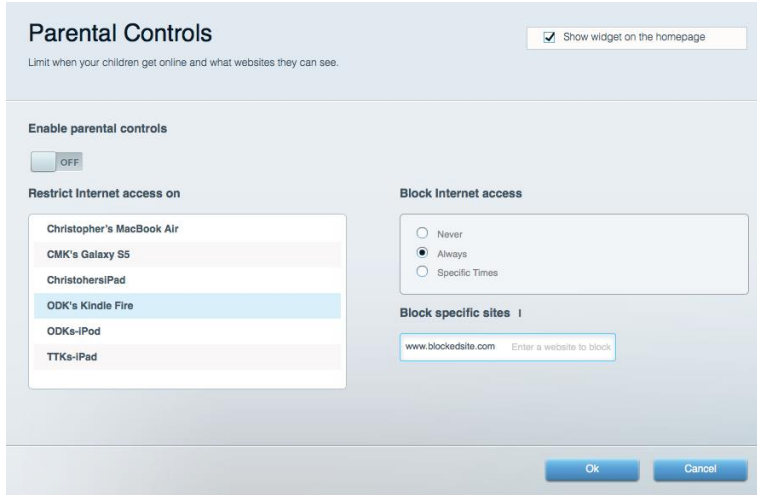 Parental Controls
Show widget on the homepage
Limit when your children get online and what websites they can see.
Enable parental controls
OFF
Restrict Internet access on
Christopher's MacBook Air
CMK's Galaxy S5
ChristohersiPad
ODK's Kindle Fire
ODKs-iPod
TTKs-iPad
Block Internet access
Never
Always
Specific Times
Block specific sites I
www.blockedsite.com Enter a website to block
Ok Cancel